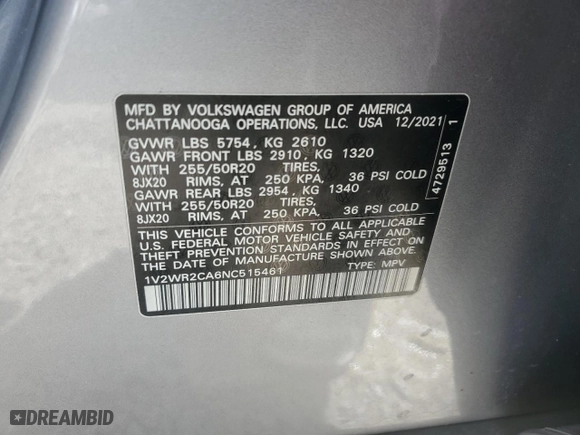 MFD BY VOLKSWAGEN GROUP OF AMERICA
CHATTANOOGA OPERATIONS, LLC. USA 12/2021
GVWR LBS 5754, KG 2610
GAWR FRONT LBS 2910, KG 1320
WITH 255/50R20 TIRES,
8JX20 RIMS, AT 250 KPA, 36 PSI COLD
GAWR REAR LBS 2954, KG 1340
WITH 255/50R20 TIRES,
8JX20 RIMS, AT 250 KPA, 36 PSI COLD
THIS VEHICLE CONFORMS TO ALL APPLICABLE
U.S. FEDERAL MOTOR VEHICLE SAFETY AND
THEFT PREVENTION STANDARDS IN EFFECT ON THE
DATE OF MANUFACTURE SHOWN ABOVE.
1V2WR2CA6NC515461 TYPE: MPV
4729513 1
DREAMBID